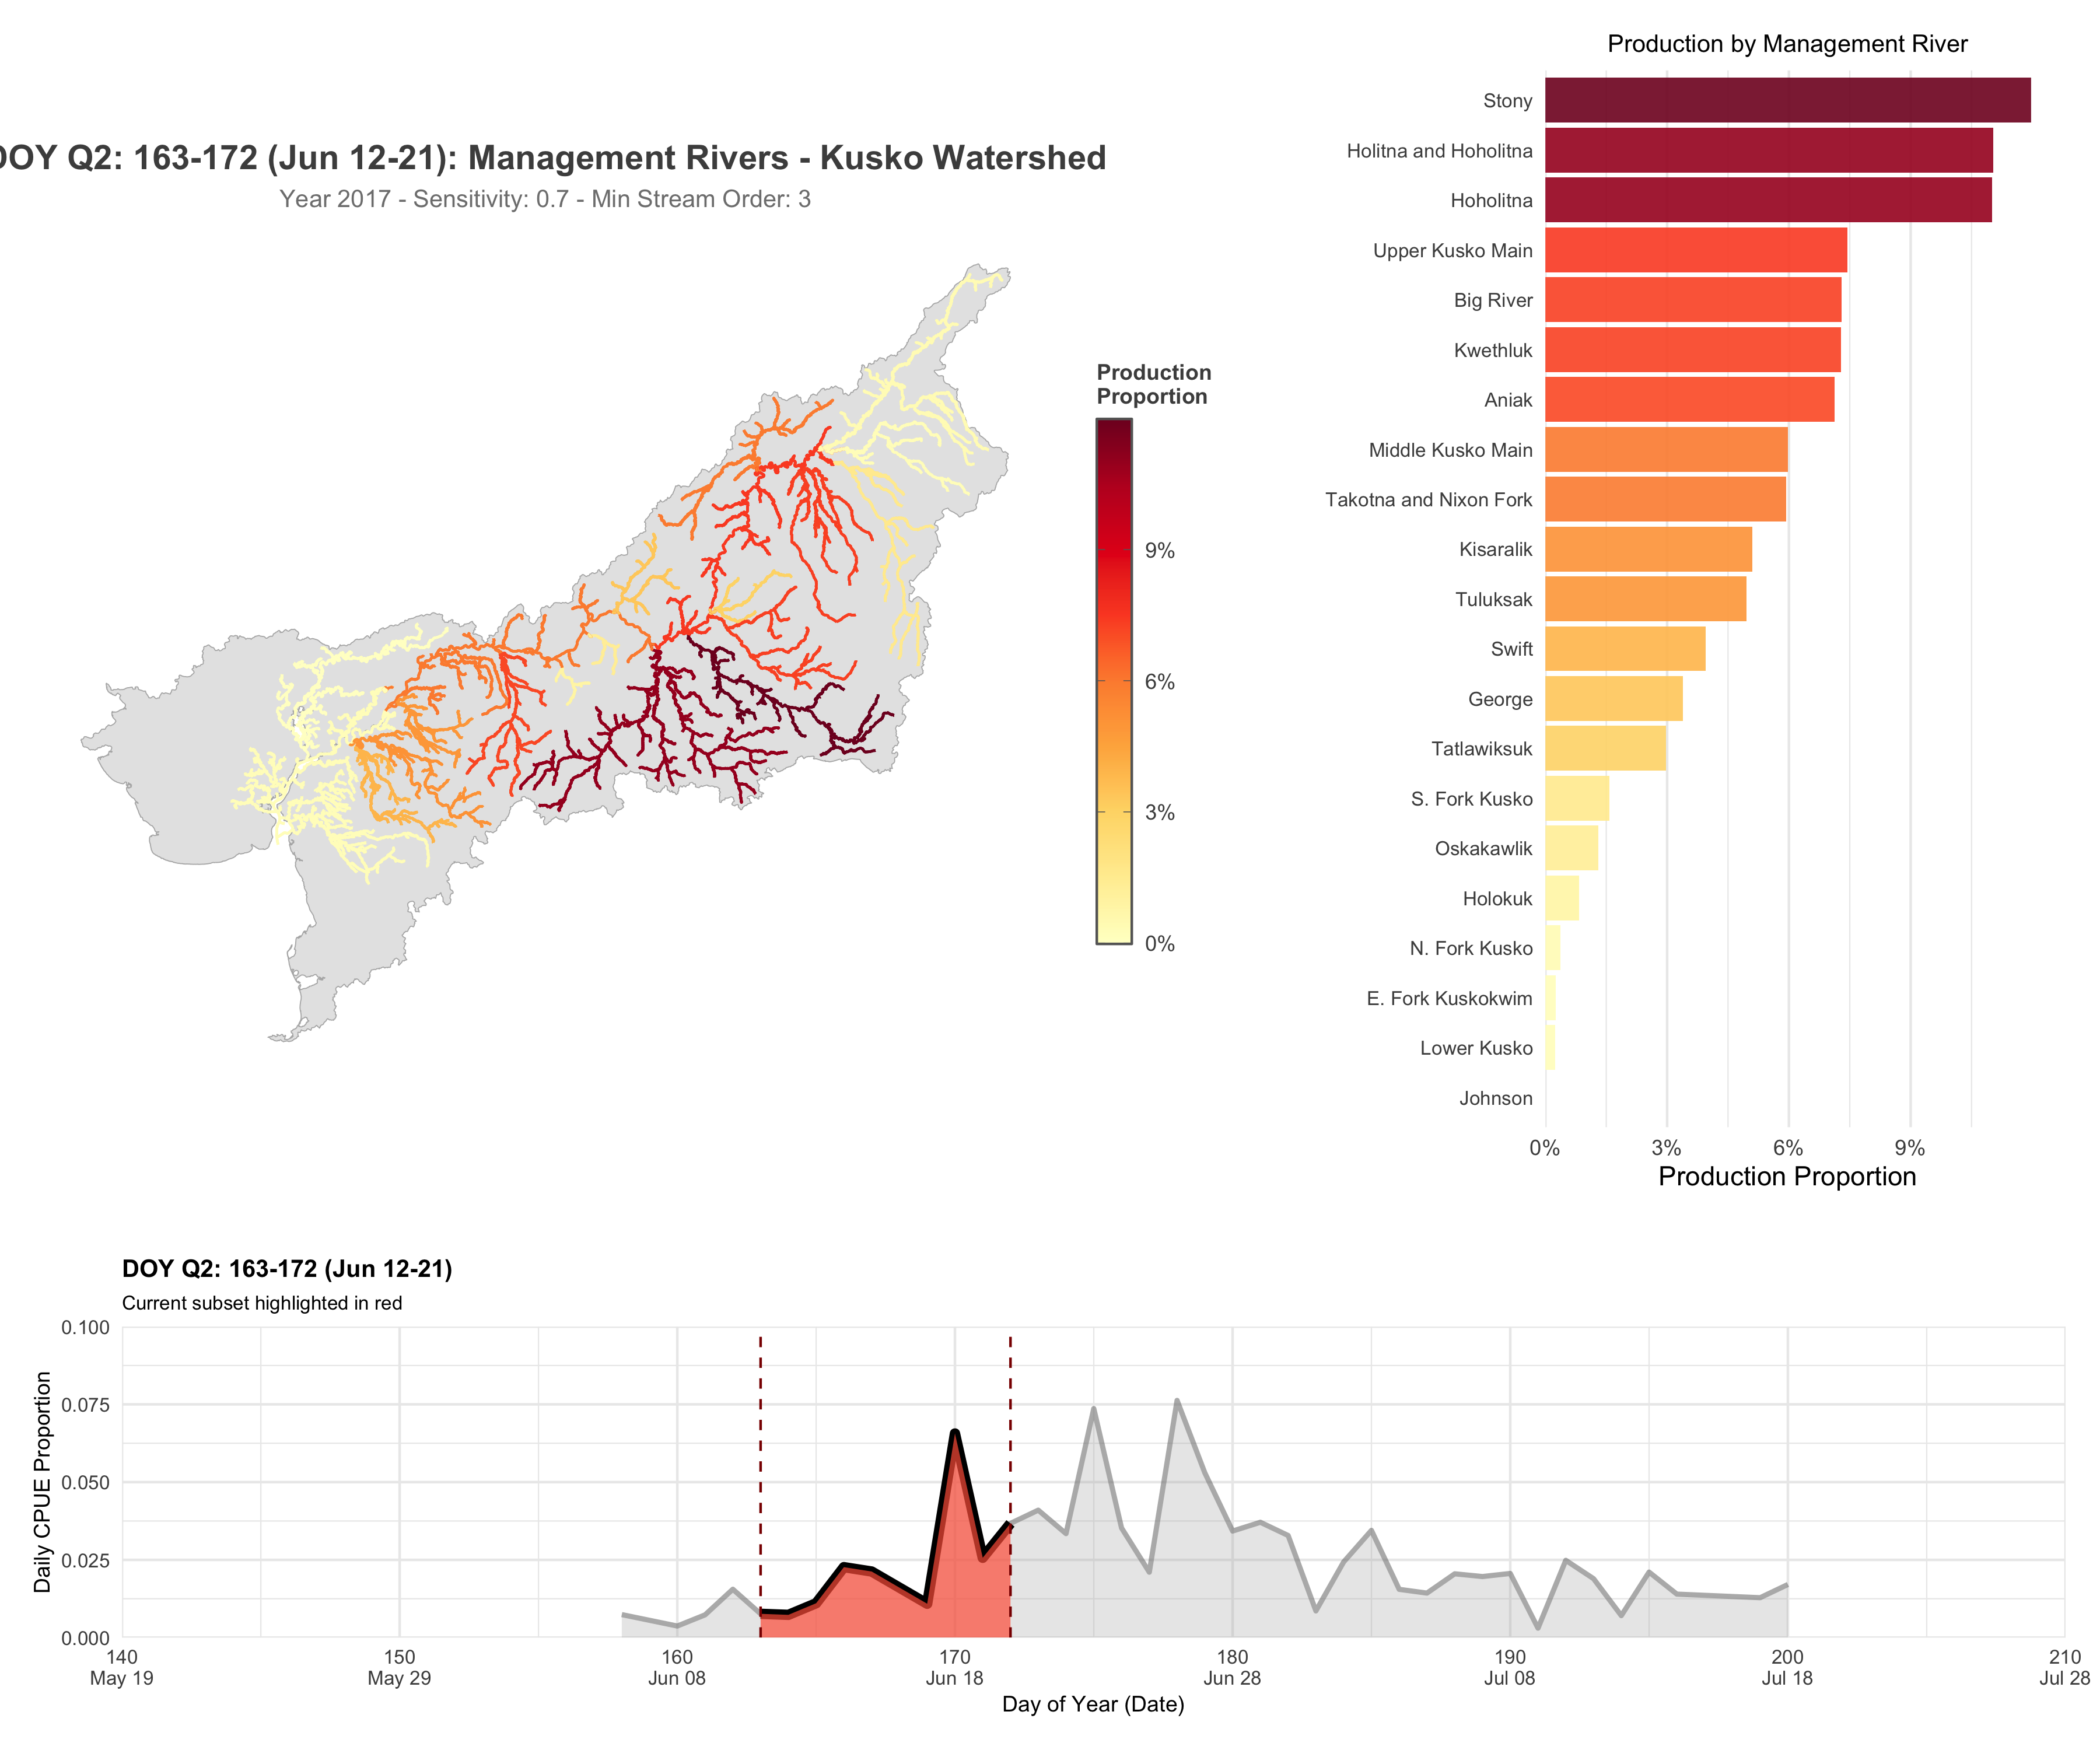 Production by Management River
Stony
Holitna and Hoholitna
Hoholitna
Upper Kusko Main
Big River
Kwethluk
Aniak
Middle Kusko Main
Takotna and Nixon Fork
Kisaralik
Tuluksak
Swift
George
Tatlawiksuk
S. Fork Kusko
Oskakawlik
Holokuk
N. Fork Kusko
E. Fork Kuskokwim
Lower Kusko
Johnson
0% 3% 6% 9%
Production Proportion
DOY Q2: 163-172 (Jun 12-21): Management Rivers - Kusko Watershed
Year 2017 - Sensitivity: 0.7 - Min Stream Order: 3
Production
Proportion
9%
6%
3%
0%
DOY Q2: 163-172 (Jun 12-21)
Current subset highlighted in red
Daily CPUE Proportion
0.100
0.075
0.050
0.025
0.000
140 150 160 170 180 190 200 210
May 19 May 29 Jun 08 Jun 18 Jun 28 Jul 08 Jul 18 Jul 28
Day of Year (Date)